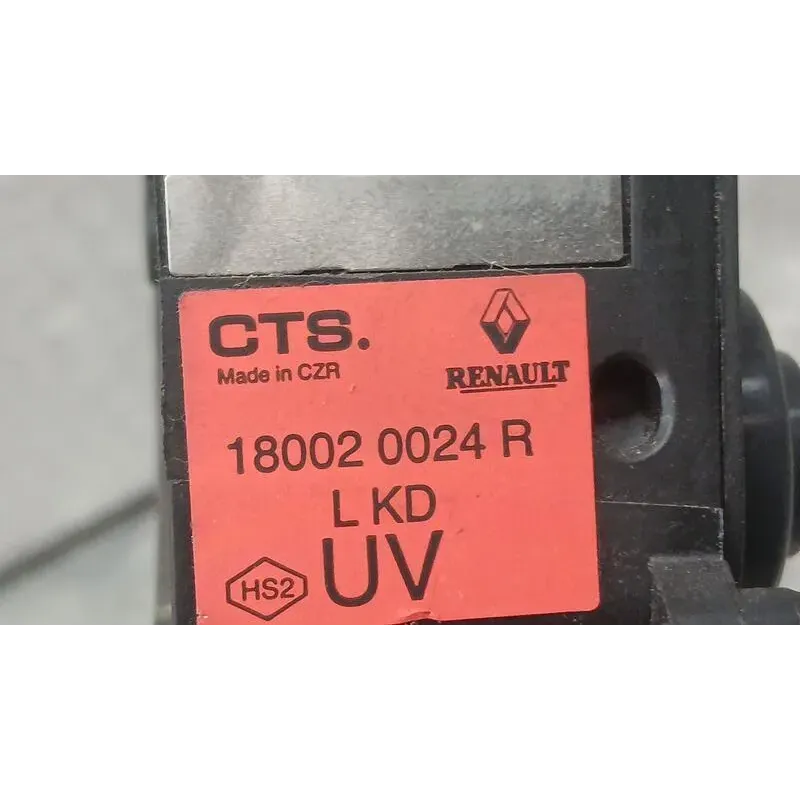 CTS.
Made in CZR
RENAULT
18002 0024 R
L KD
UV
HS2